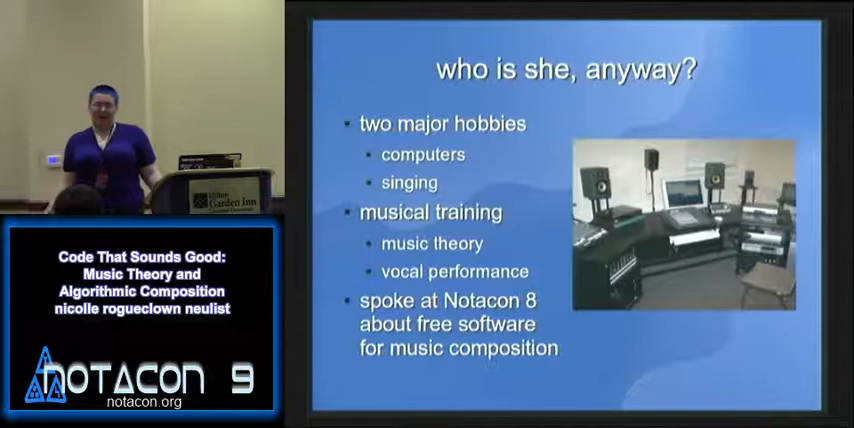 who is she, anyway?
two major hobbies
computers
singing
musical training
music theory
vocal performance
spoke at Notacon 8
about free software
for music composition
Hilton
Garden Inn
Code That Sounds Good:
Music Theory and
Algorithmic Composition
nicolle rogueclown neulist
NOTACON 9
notacon.org